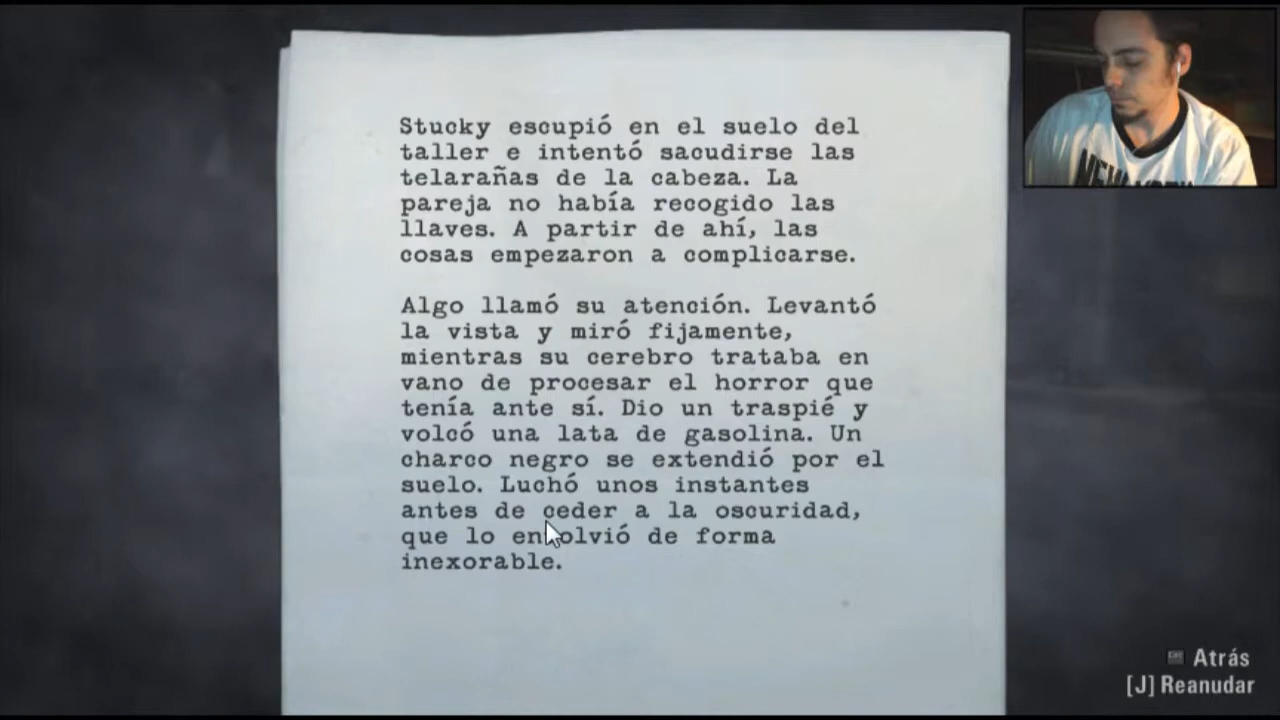 Stucky escupió en el suelo del
taller e intentó sacudirse las
telarañas de la cabeza. La
pareja no había recogido las
llaves. A partir de ahí, las
cosas empezaron a complicarse.
Algo llamó su atención. Levantó
la vista y miró fijamente,
mientras su cerebro trataba en
vano de procesar el horror que
tenía ante sí. Dio un traspié y
volcó una lata de gasolina. Un
charco negro se extendió por el
suelo. Luchó unos instantes
antes de ceder a la oscuridad,
que lo envolvió de forma
inexorable.
Atrás
[J] Reanudar